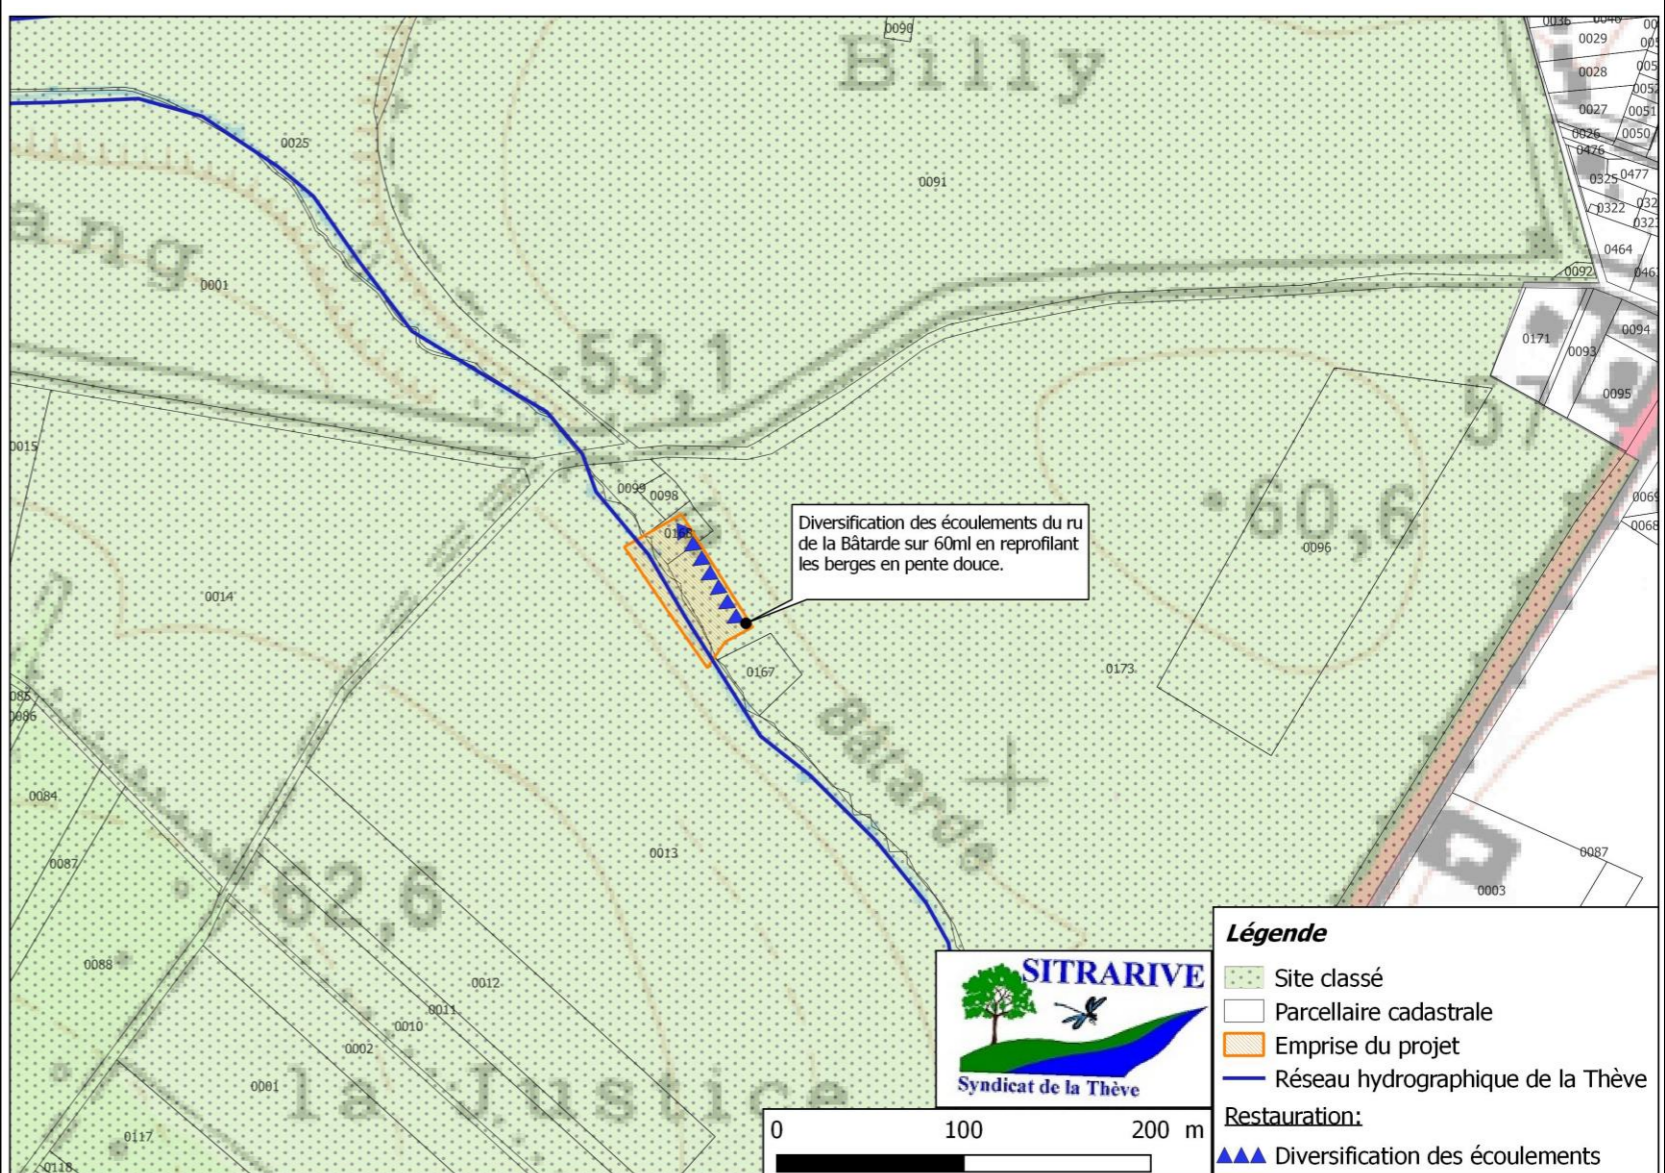 0090
Billy
0036
0029
0028
0027
0051
0026
0050
0476
0325
0477
0322
0464
0092
0025
0091
ang
0001
53,1
0171
0094
0093
0095
57
0015
0099
0098
0168
60,6
0096
0069
0068
Diversification des écoulements du ru
de la Bâtarde sur 60ml en reprofilant
les berges en pente douce.
0014
0167
0173
0085
0086
Bâtarde
0084
0013
0087
0087
0003
62,6
0088
0012
0011
0010
0002
0001
la Justice
0117
0118
SITRARIVE
Syndicat de la Thève
0 100 200 m
Légende
Site classé
Parcellaire cadastrale
Emprise du projet
Réseau hydrographique de la Thève
Restauration:
Diversification des écoulements